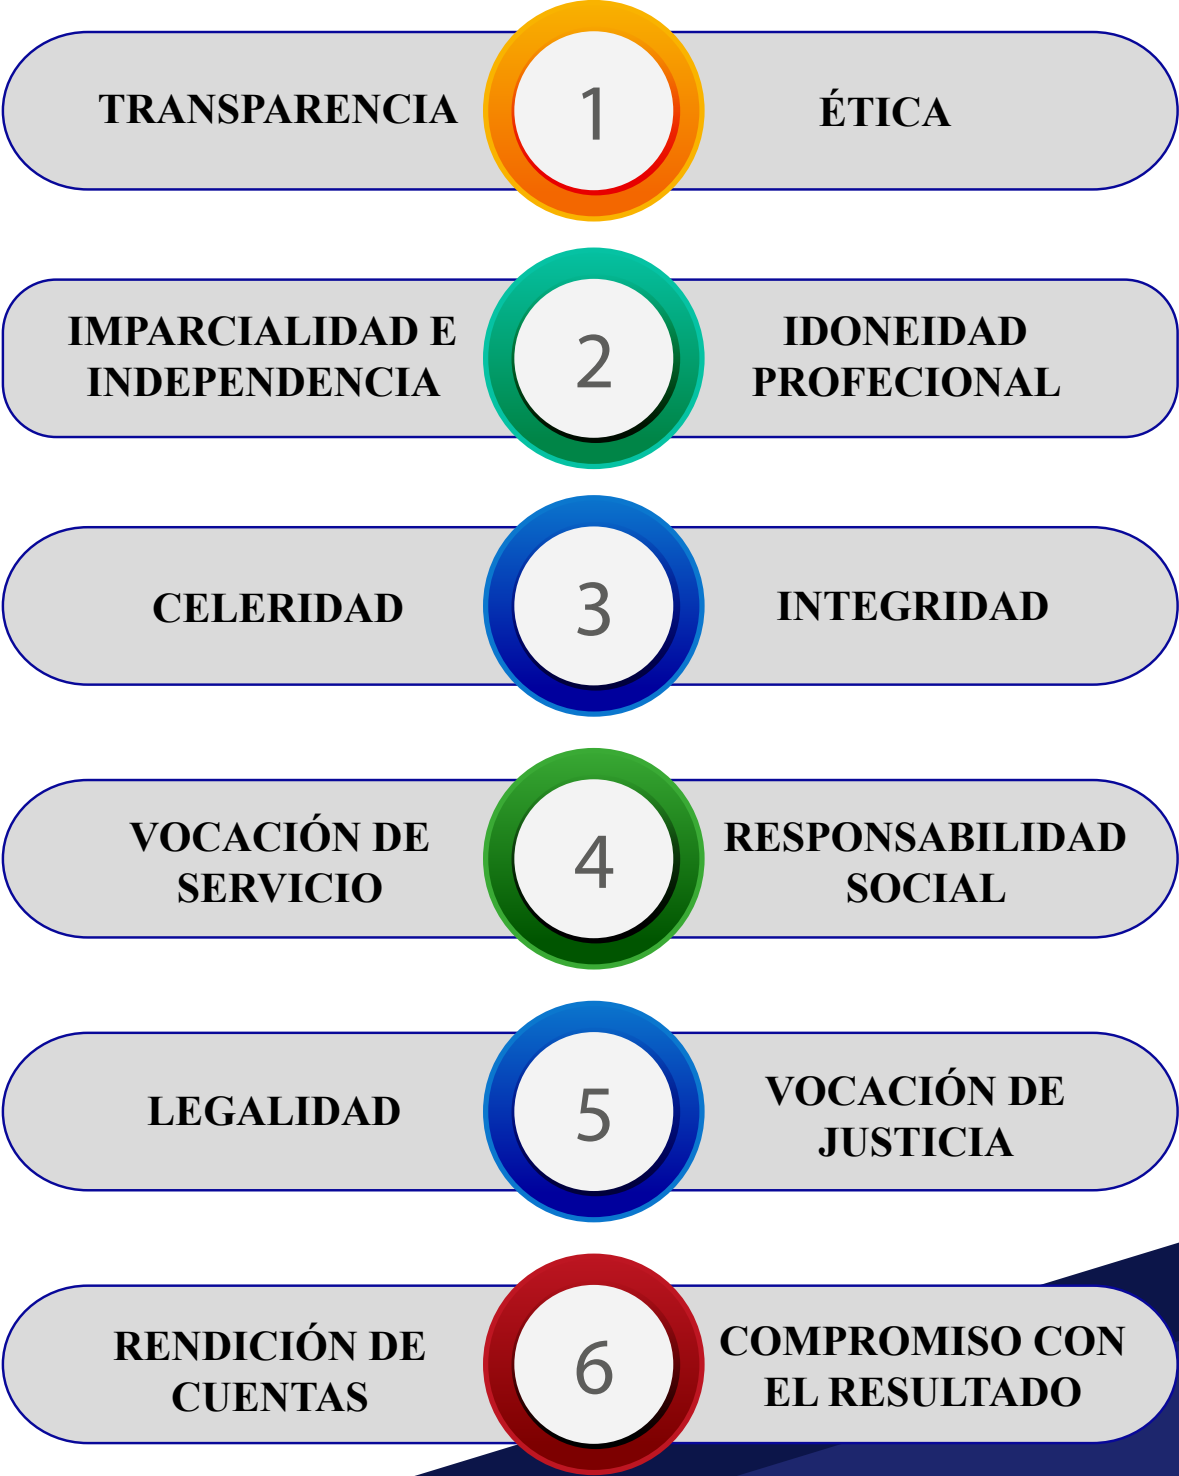 TRANSPARENCIA
1
ÉTICA
IMPARCIALIDAD E
INDEPENDENCIA
2
IDONEIDAD
PROFECIONAL
CELERIDAD
3
INTEGRIDAD
VOCACIÓN DE
SERVICIO
4
RESPONSABILIDAD
SOCIAL
LEGALIDAD
5
VOCACIÓN DE
JUSTICIA
RENDICIÓN DE
CUENTAS
6
COMPROMISO CON
EL RESULTADO